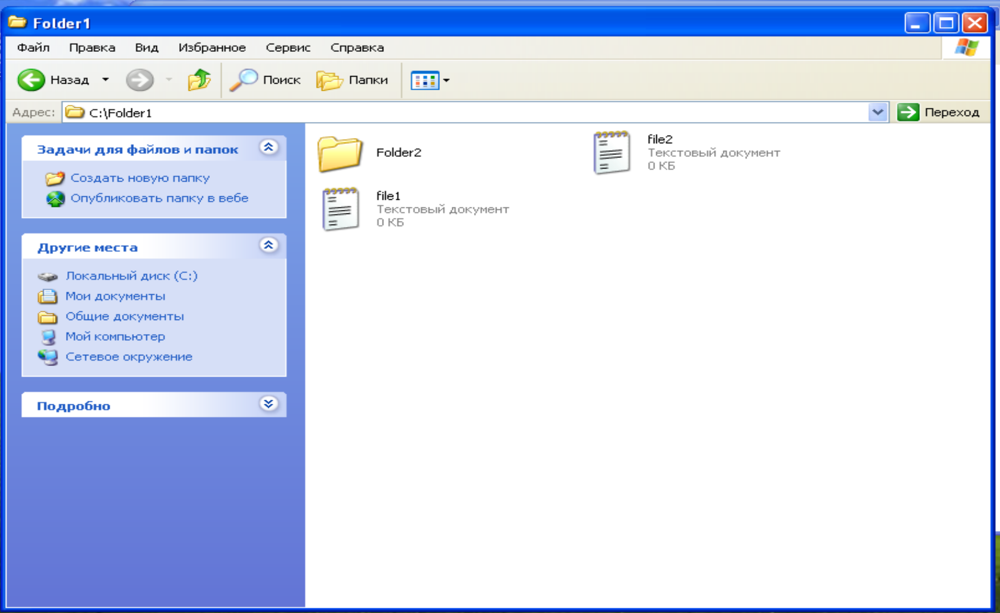 Folder1
Файл Правка Вид Избранное Сервис Справка
Назад Поиск Папки
Адрес: C:\Folder1 Переход
Задачи для файлов и папок
Создать новую папку
Опубликовать папку в вебе
Другие места
Локальный диск (C:)
Мои документы
Общие документы
Мой компьютер
Сетевое окружение
Подробно
Folder2
file2
Текстовый документ
0 КБ
file1
Текстовый документ
0 КБ